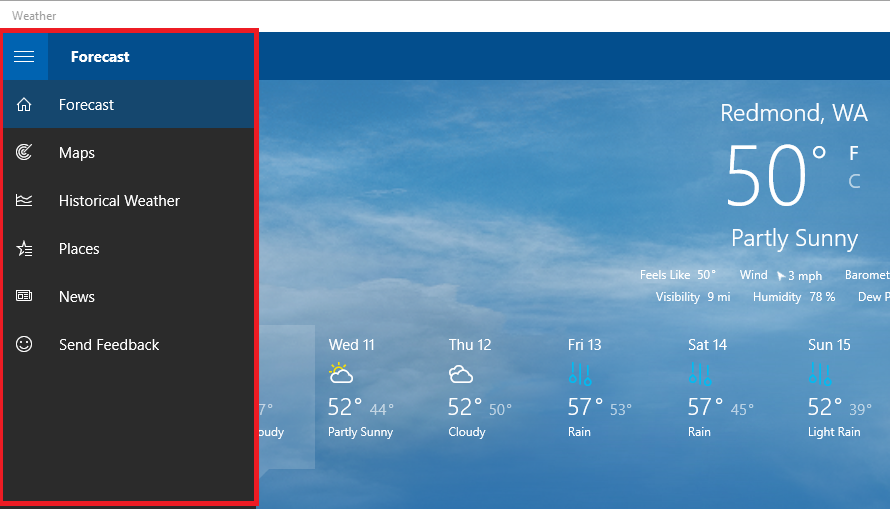 Weather
Forecast
Forecast
Maps
Historical Weather
Places
News
Send Feedback
Redmond, WA
50° F
C
Partly Sunny
Feels Like 50° Wind 3 mph Baromet
Visibility 9 mi Humidity 78 % Dew P
Wed 11 Thu 12 Fri 13 Sat 14 Sun 15
7° 52° 44° 52° 50° 57° 53° 57° 45° 52° 39°
oudy Partly Sunny Cloudy Rain Rain Light Rain